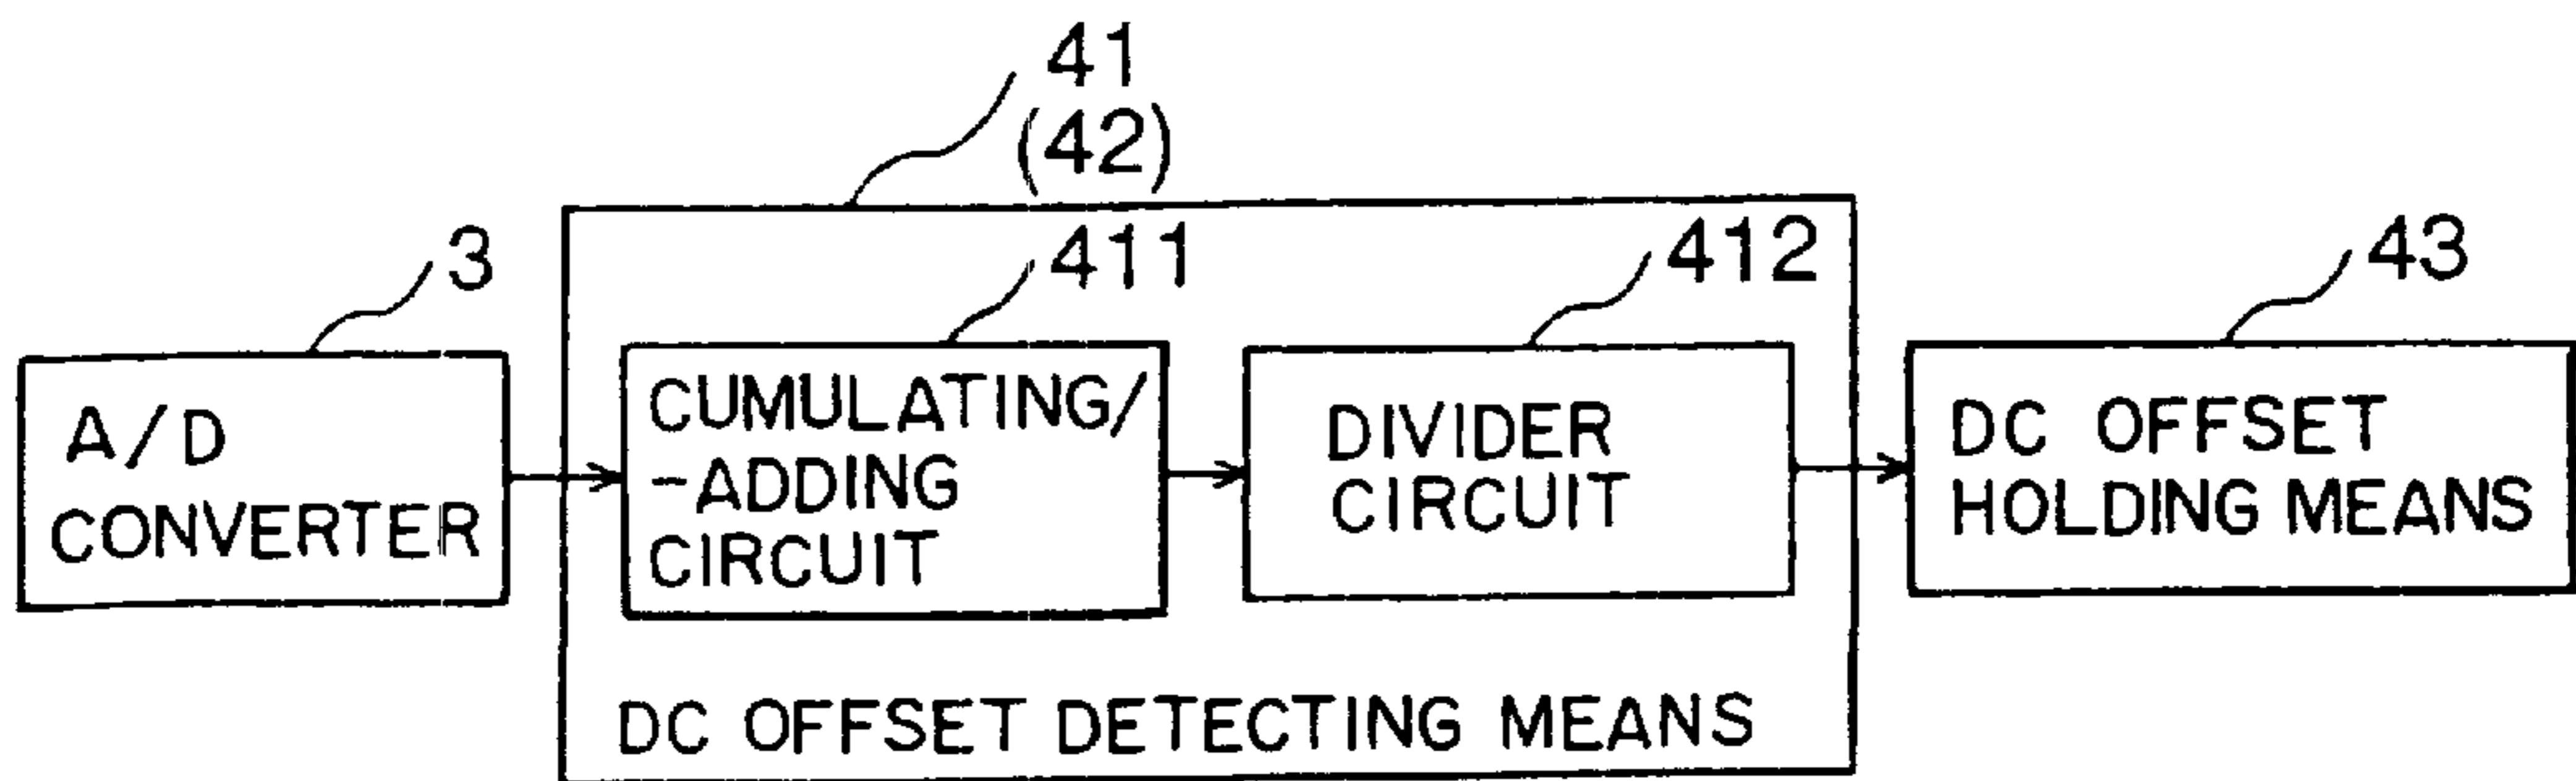 41
(42)
3
411
412
43
A/D
CONVERTER
CUMULATING/
-ADDING
CIRCUIT
DIVIDER
CIRCUIT
DC OFFSET
HOLDING MEANS
DC OFFSET DETECTING MEANS